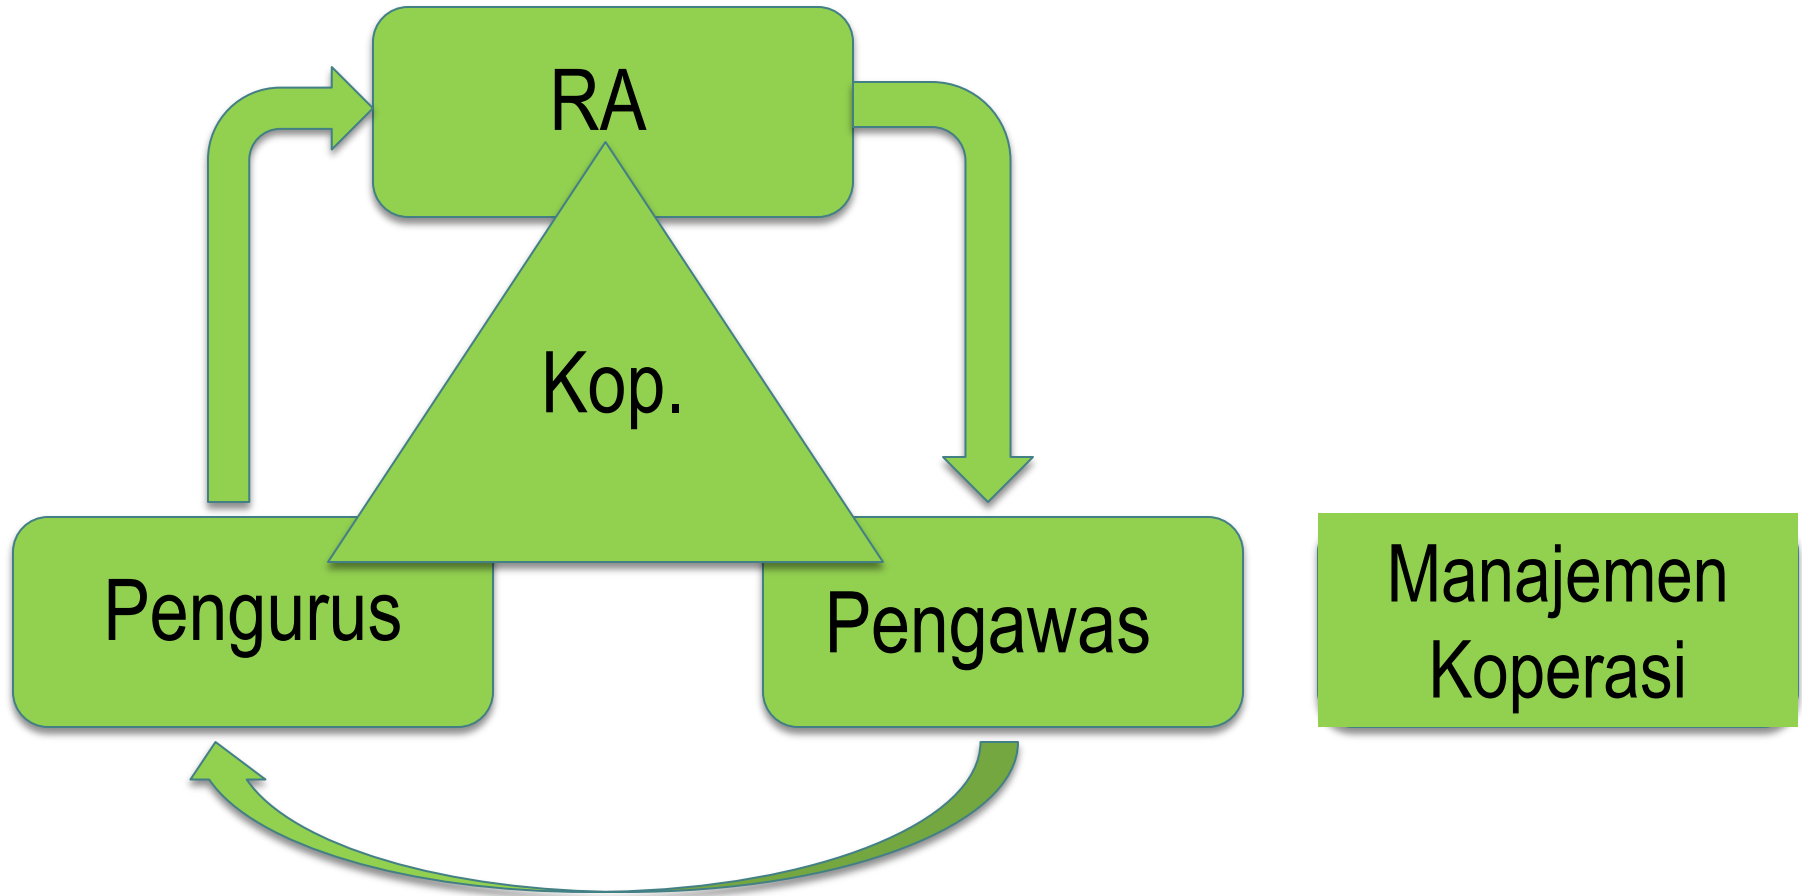 RA
Kop.
Pengurus
Pengawas
Manajemen
Koperasi